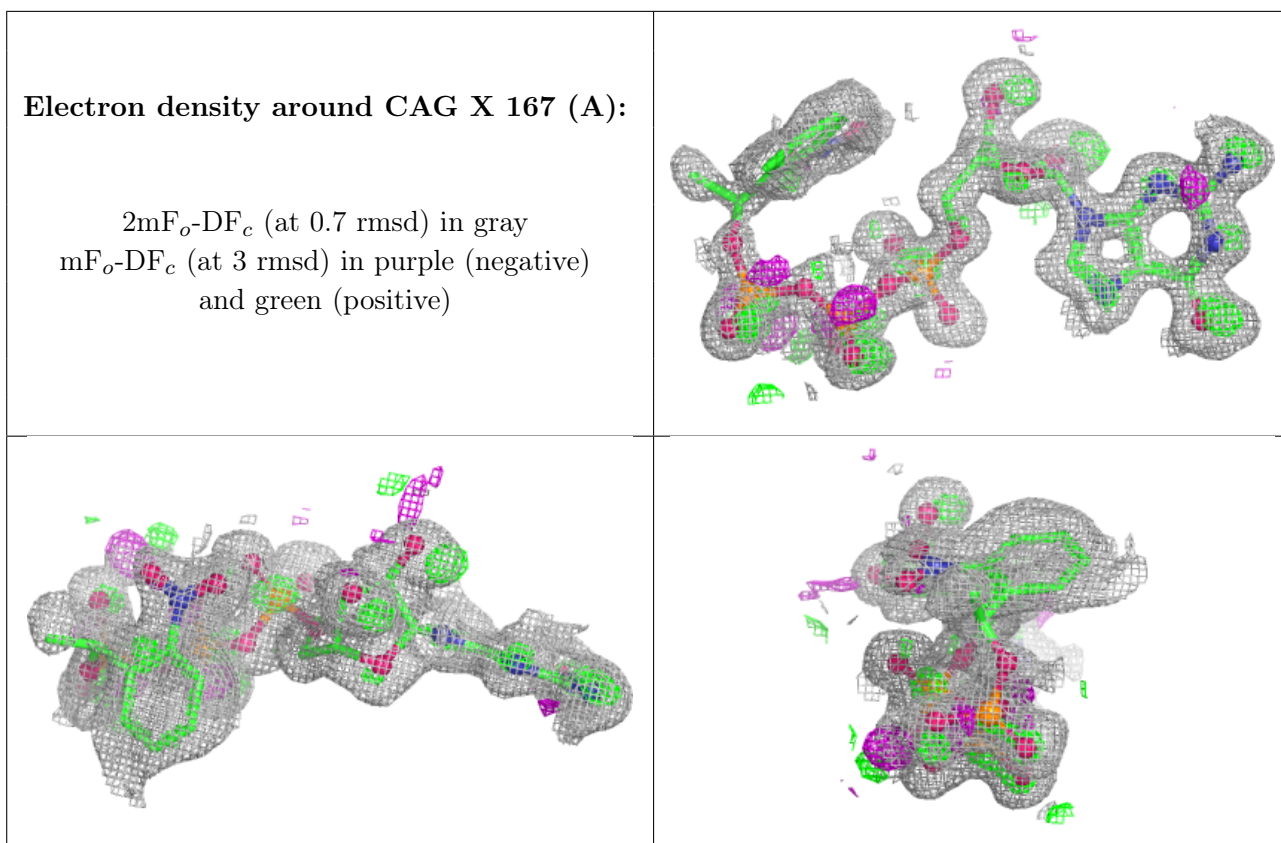 Electron density around CAG X 167 (A):
2mFo-DFc (at 0.7 rmsd) in gray
mFo-DFc (at 3 rmsd) in purple (negative)
and green (positive)